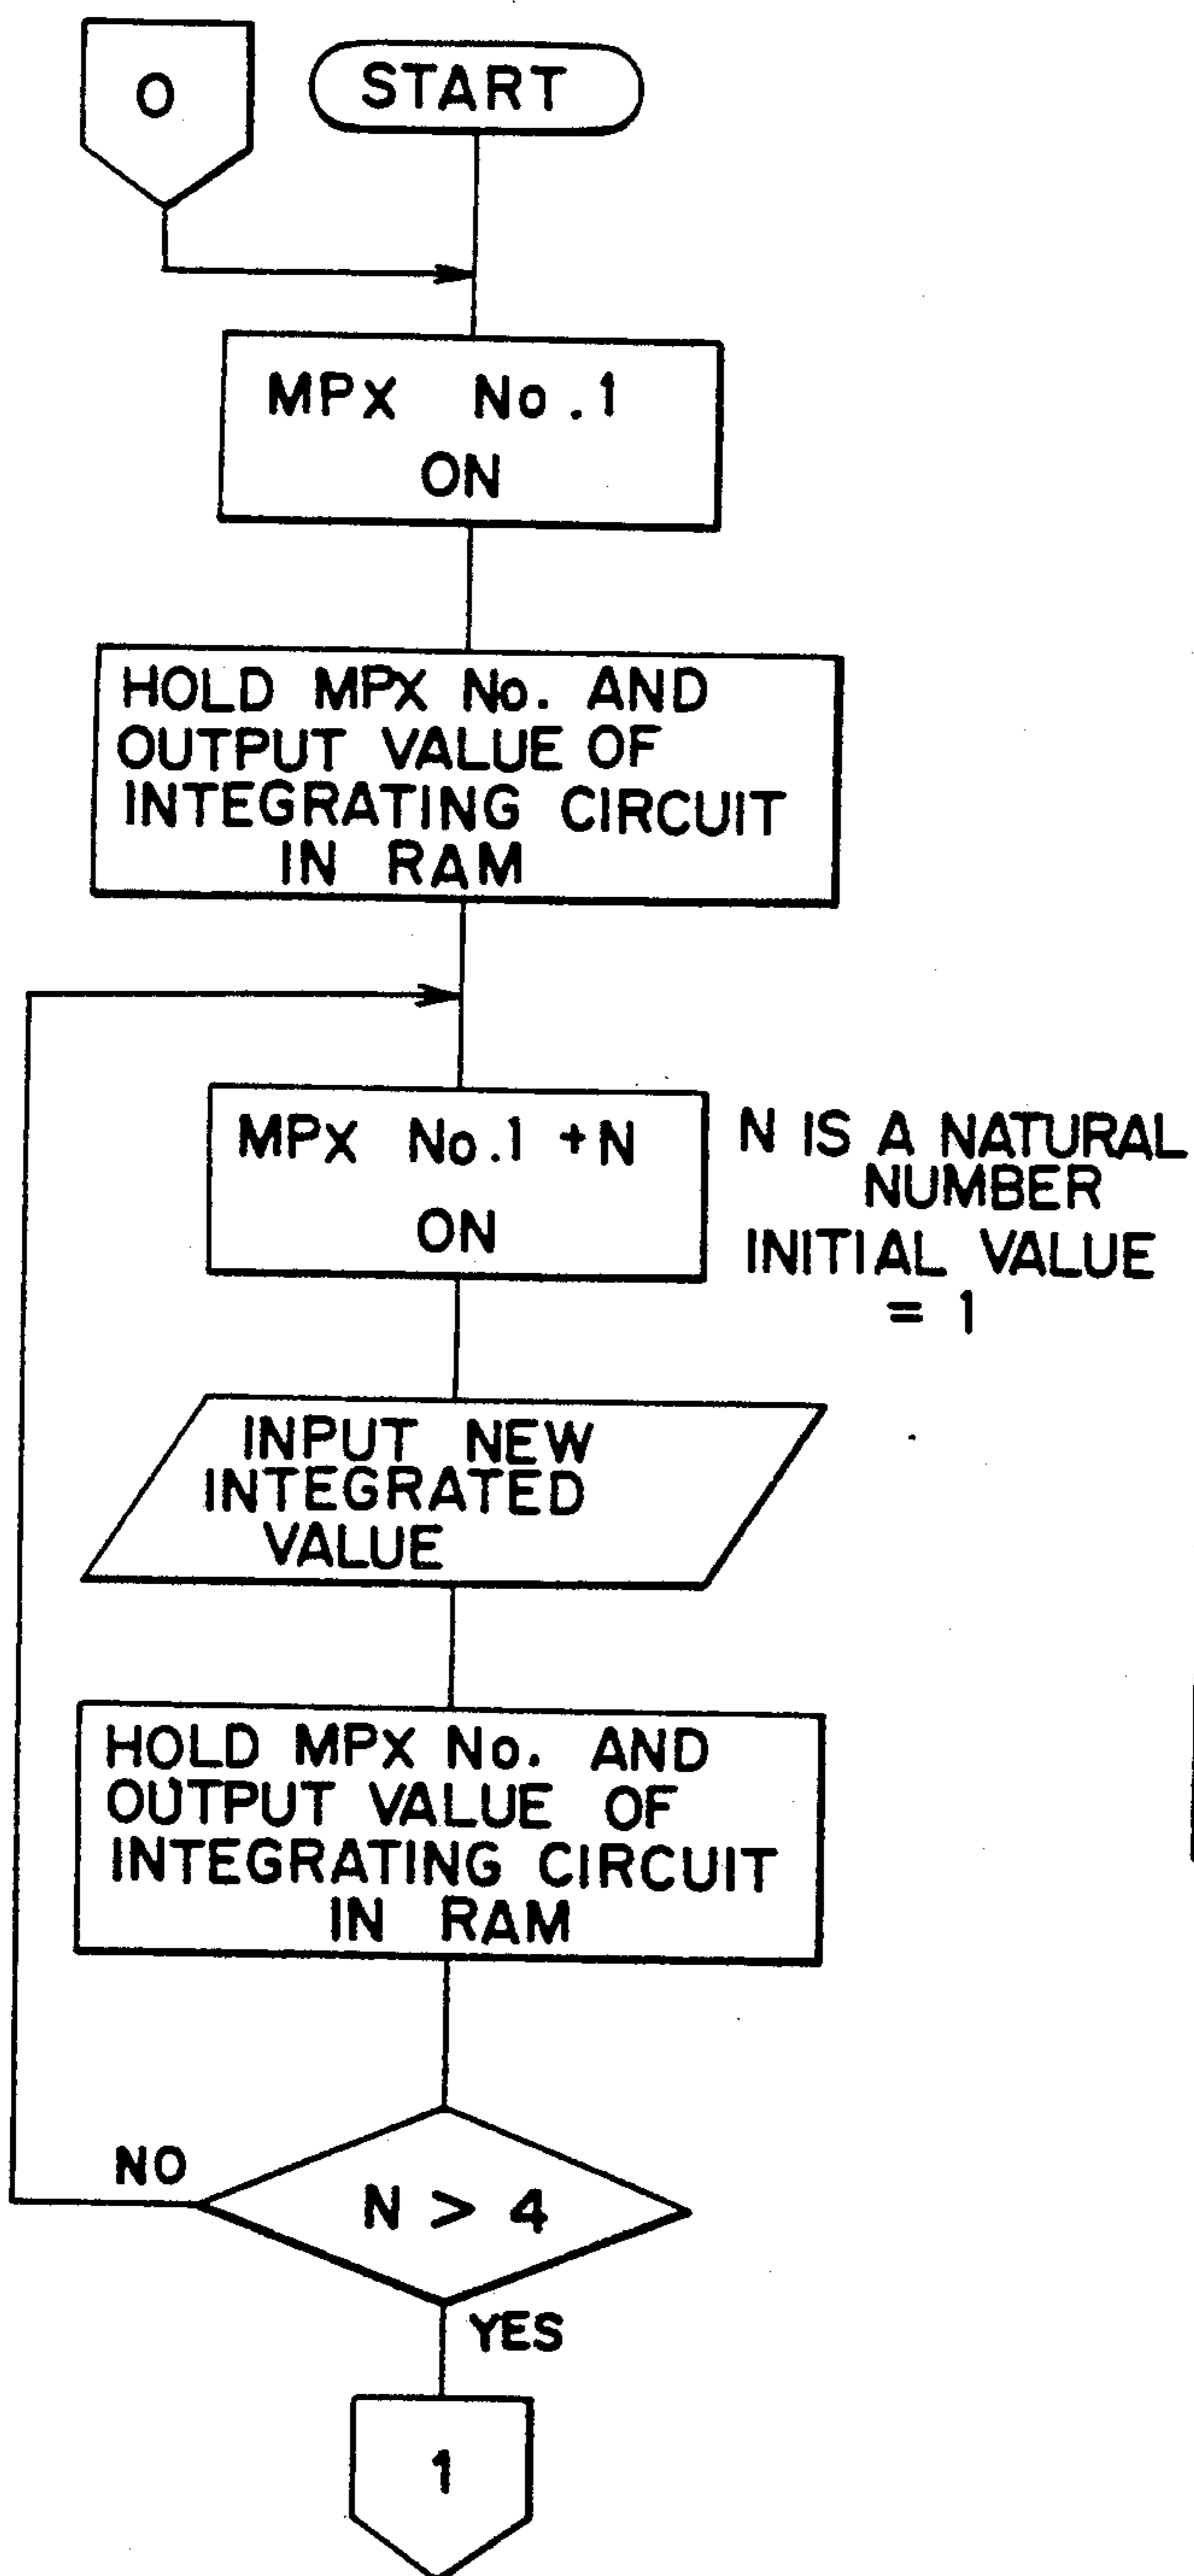 0
START
MPX No.1
ON
HOLD MPX No. AND
OUTPUT VALUE OF
INTEGRATING CIRCUIT
IN RAM
MPX No.1 +N
ON
N IS A NATURAL
NUMBER
INITIAL VALUE
= 1
INPUT NEW
INTEGRATED
VALUE
HOLD MPX No. AND
OUTPUT VALUE OF
INTEGRATING CIRCUIT
IN RAM
NO
N > 4
YES
1